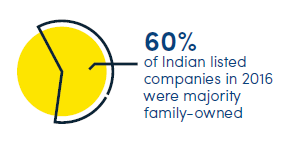 60%
of Indian listed
companies in 2016
were majority
family-owned